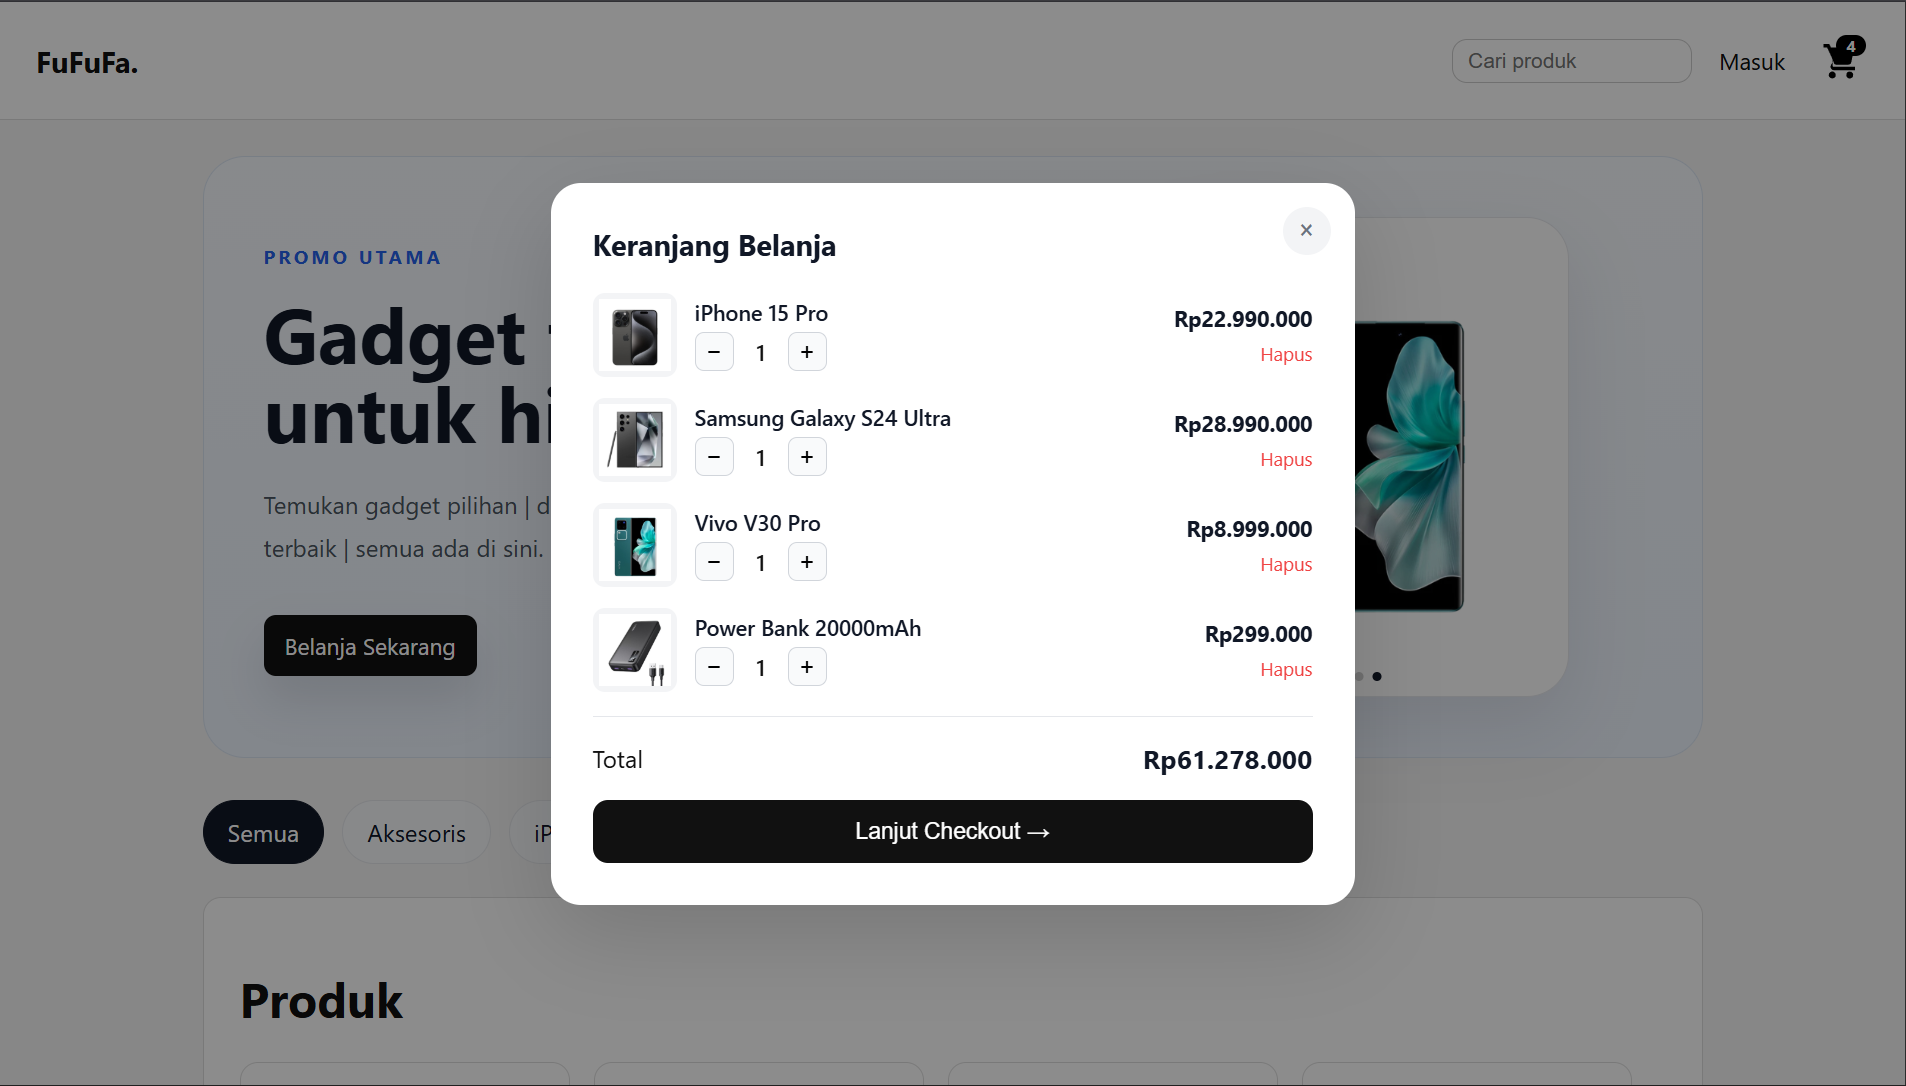 FuFuFa.
Cari produk
Masuk
4
PROMO UTAMA
Gadget
untuk hi
Temukan gadget pilihan | d
terbaik | semua ada di sini.
Belanja Sekarang
Keranjang Belanja
×
iPhone 15 Pro
− 1 +
Rp22.990.000
Hapus
Samsung Galaxy S24 Ultra
− 1 +
Rp28.990.000
Hapus
Vivo V30 Pro
− 1 +
Rp8.999.000
Hapus
Power Bank 20000mAh
− 1 +
Rp299.000
Hapus
Total
Rp61.278.000
Lanjut Checkout →
Semua
Aksesoris
iP
Produk